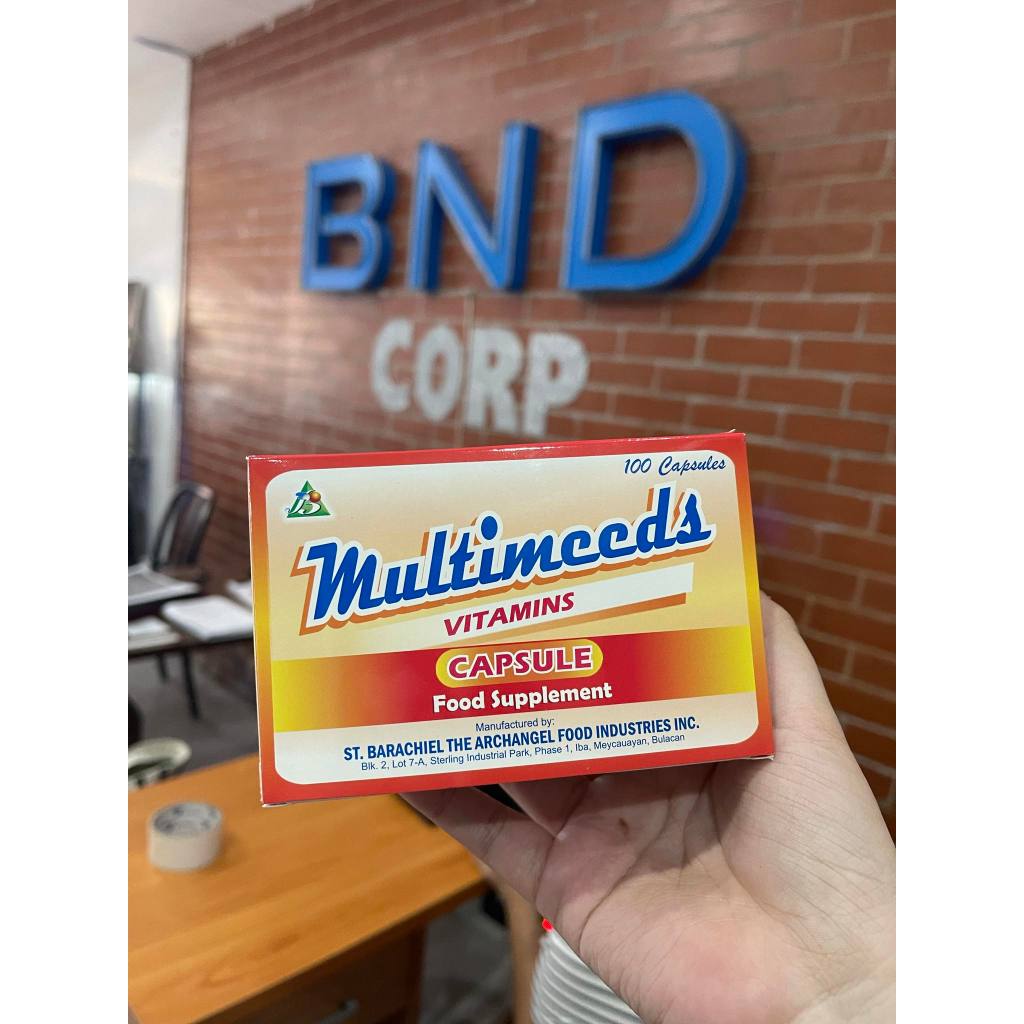 BND
CORP
100 Capsules
Multimeeds
VITAMINS
CAPSULE
Food Supplement
Manufactured by:
ST. BARACHIEL THE ARCHANGEL FOOD INDUSTRIES INC.
Blk. 2, Lot 7-A, Sterling Industrial Park, Phase 1, Iba, Meycauayan, Bulacan